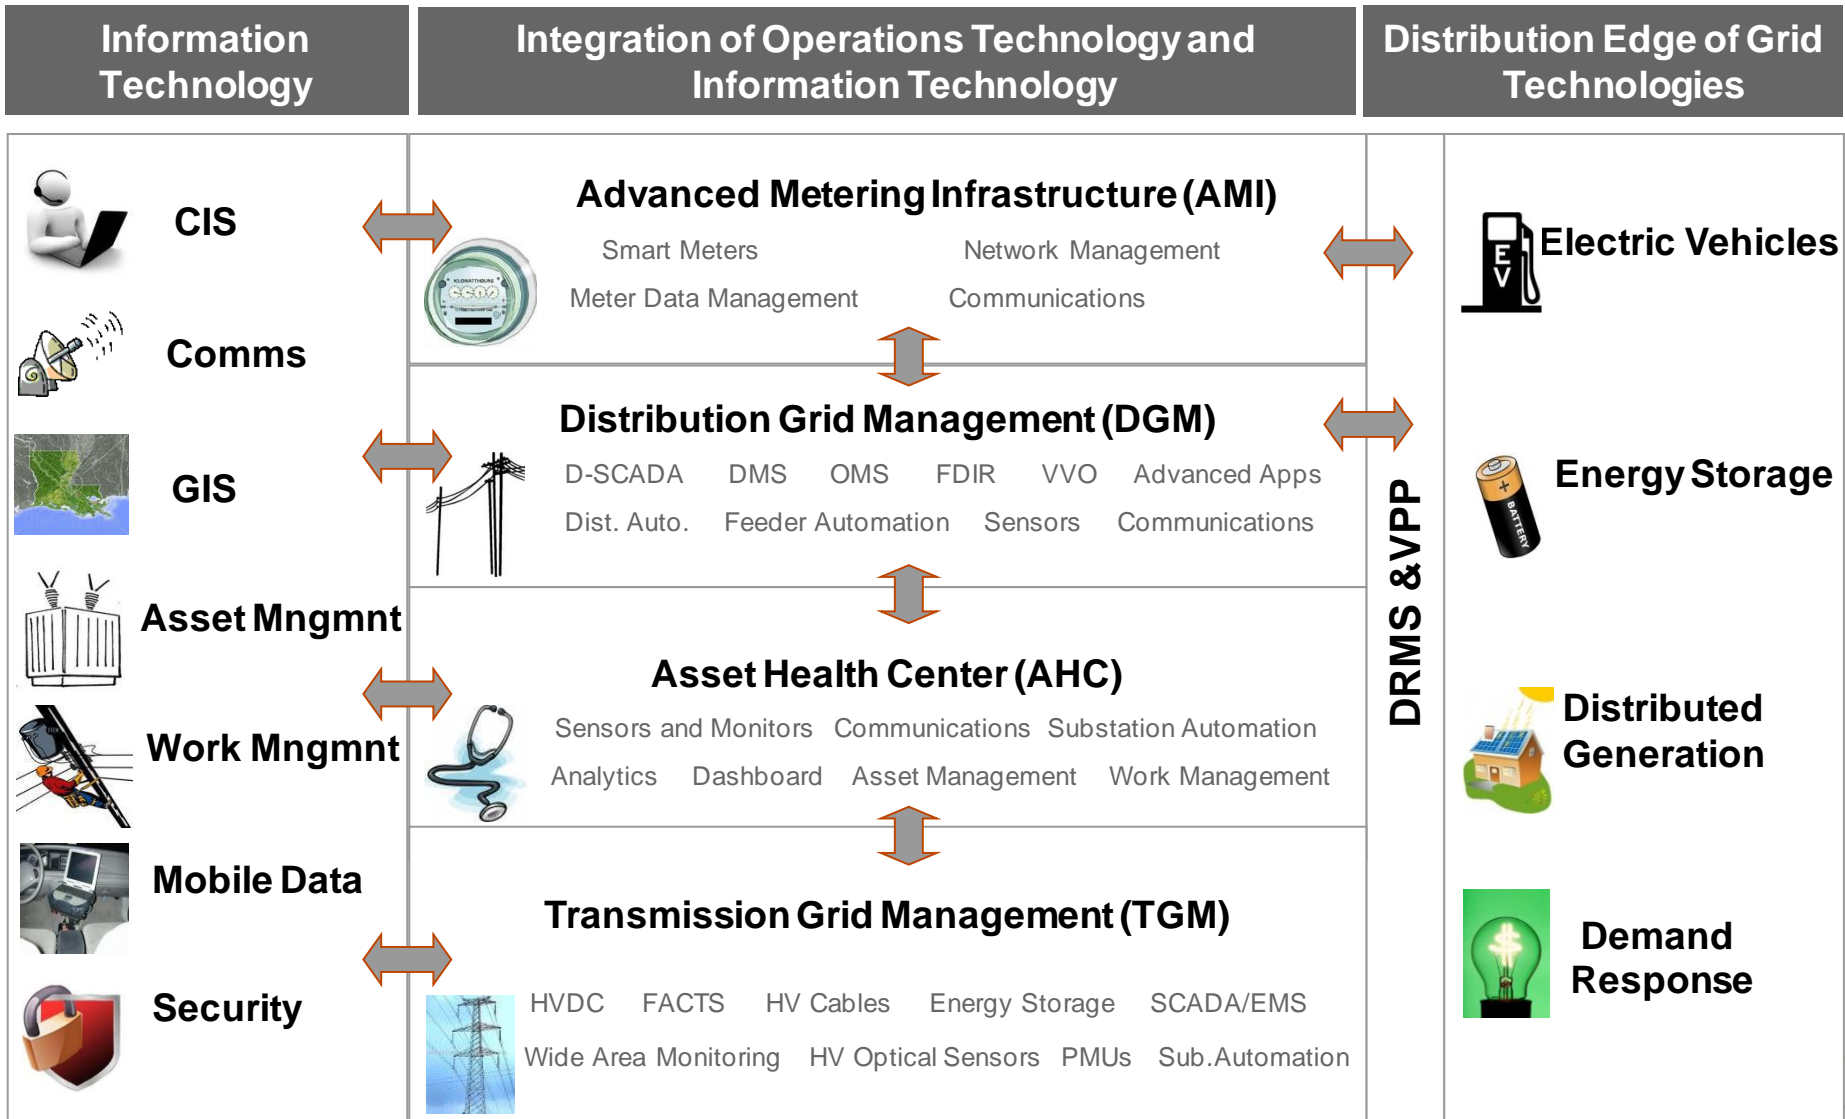 Information
Technology
Integration of Operations Technology and
Information Technology
Distribution Edge of Grid
Technologies
CIS
Comms
GIS
Asset Mngmnt
Work Mngmnt
Mobile Data
Security
Advanced Metering Infrastructure (AMI)
Smart Meters Network Management
Meter Data Management Communications
KILOWATTHOURS
Distribution Grid Management (DGM)
D-SCADA DMS OMS FDIR VVO Advanced Apps
Dist. Auto. Feeder Automation Sensors Communications
Asset Health Center (AHC)
Sensors and Monitors Communications Substation Automation
Analytics Dashboard Asset Management Work Management
Transmission Grid Management (TGM)
HVDC FACTS HV Cables Energy Storage SCADA/EMS
Wide Area Monitoring HV Optical Sensors PMUs Sub.Automation
DRMS &VPP
EV
Electric Vehicles
+
BATTERY
Energy Storage
Distributed
Generation
$
Demand
Response